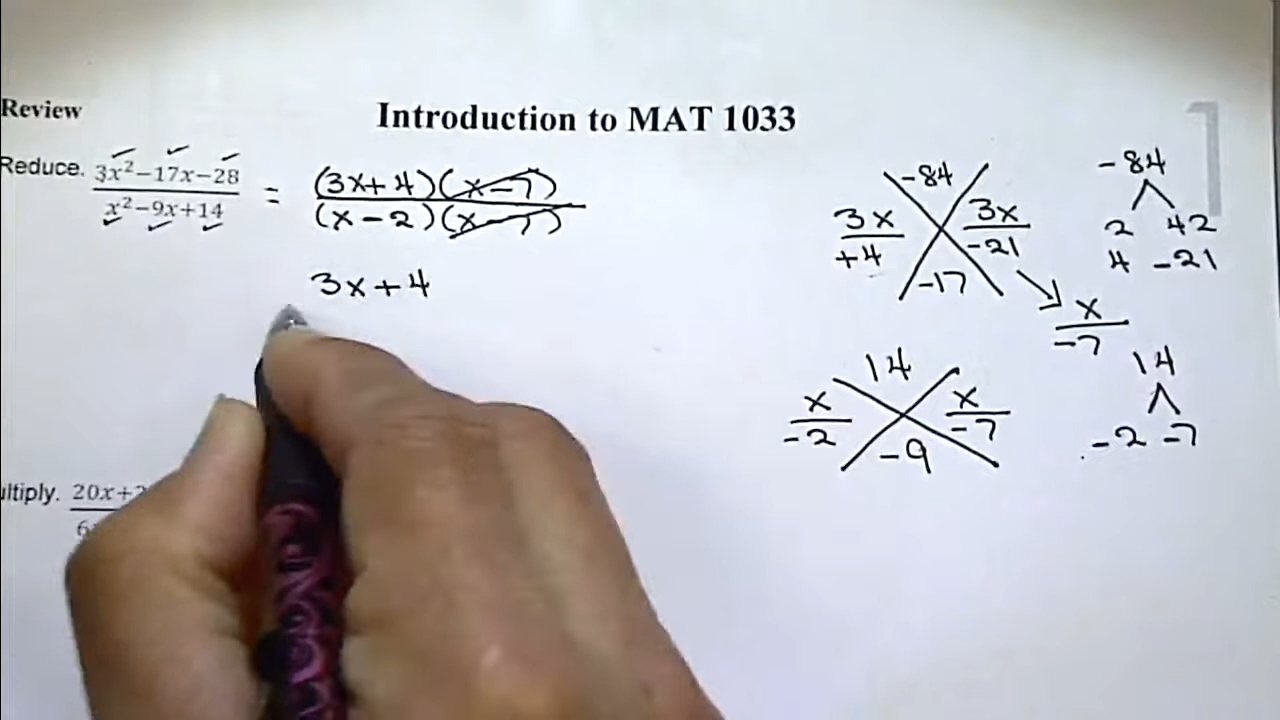 Review
Introduction to MAT 1033
Reduce. 3x²−17x−28 / x²−9x+14 = (3x+4)(x−7) / (x−2)(x−7)
3x+4
-84
3x / +4
3x / -21
-17
x / -7
-84
2 42
4 -21
14
x / -2
x / -7
-9
14
-2 -7
ultiply. 20x+
6